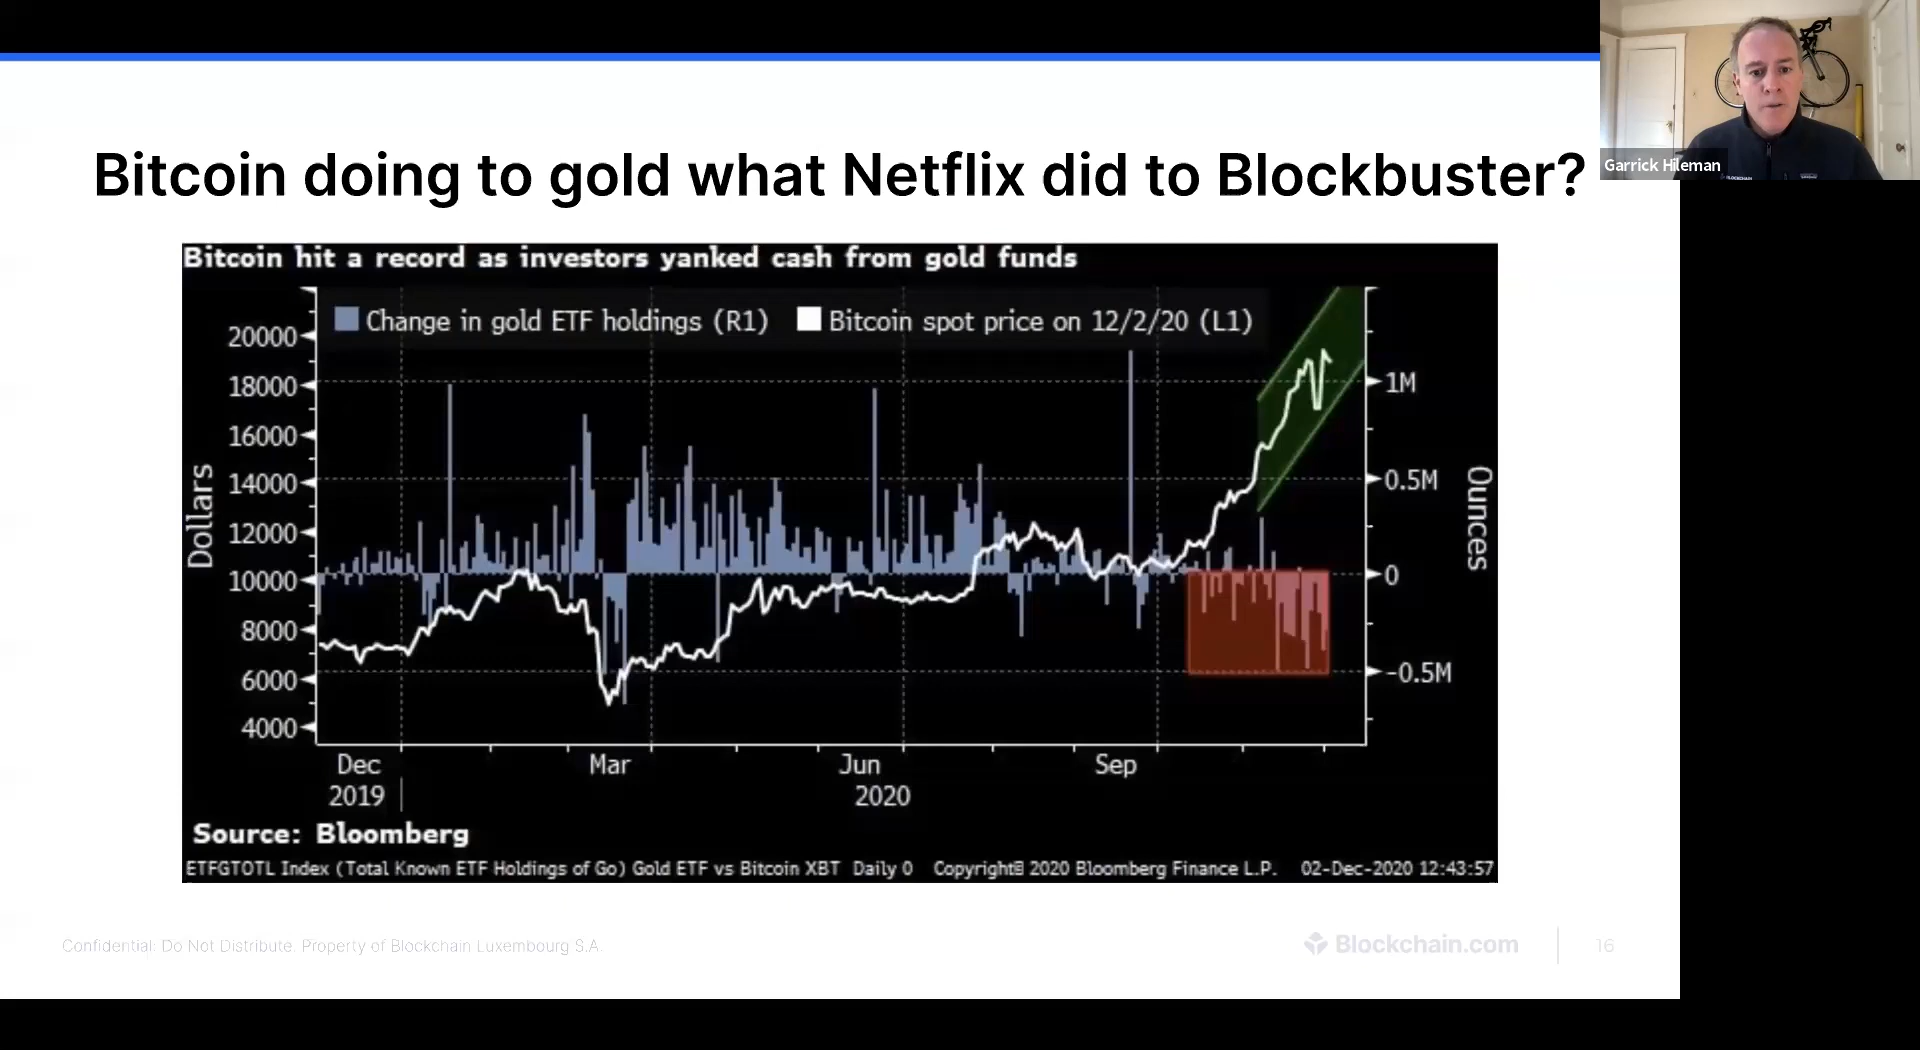 Garrick Hileman
Bitcoin doing to gold what Netflix did to Blockbuster?
Bitcoin hit a record as investors yanked cash from gold funds
Change in gold ETF holdings (R1)
Bitcoin spot price on 12/2/20 (L1)
Dollars
20000
18000
16000
14000
12000
10000
8000
6000
4000
1M
0.5M
0
-0.5M
Ounces
Dec Mar Jun Sep
2019 2020
Source: Bloomberg
ETFGTOTL Index (Total Known ETF Holdings of Go) Gold ETF vs Bitcoin XBT Daily 0 Copyright© 2020 Bloomberg Finance L.P. 02-Dec-2020 12:43:57
Confidential: Do Not Distribute. Property of Blockchain Luxembourg S.A.
Blockchain.com
16